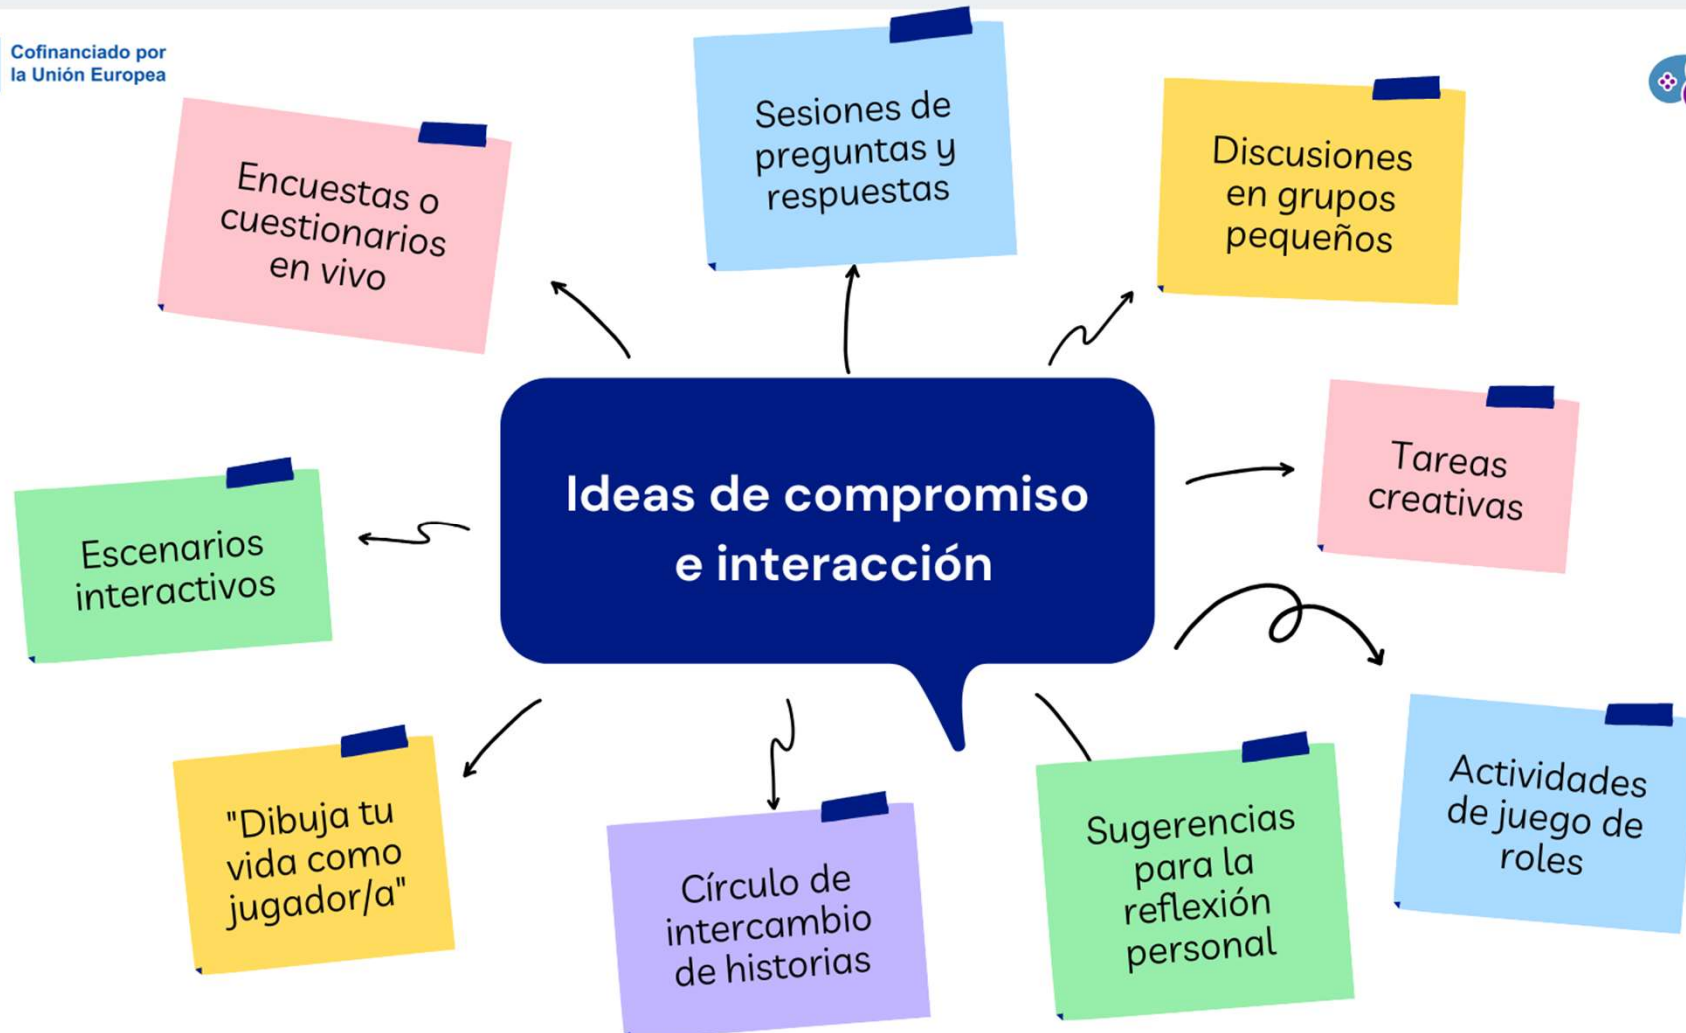 Cofinanciado por
la Unión Europea
Encuestas o
cuestionarios
en vivo
Sesiones de
preguntas y
respuestas
Discusiones
en grupos
pequeños
Ideas de compromiso
e interacción
Tareas
creativas
Escenarios
interactivos
"Dibuja tu
vida como
jugador/a"
Círculo de
intercambio
de historias
Sugerencias
para la
reflexión
personal
Actividades
de juego de
roles